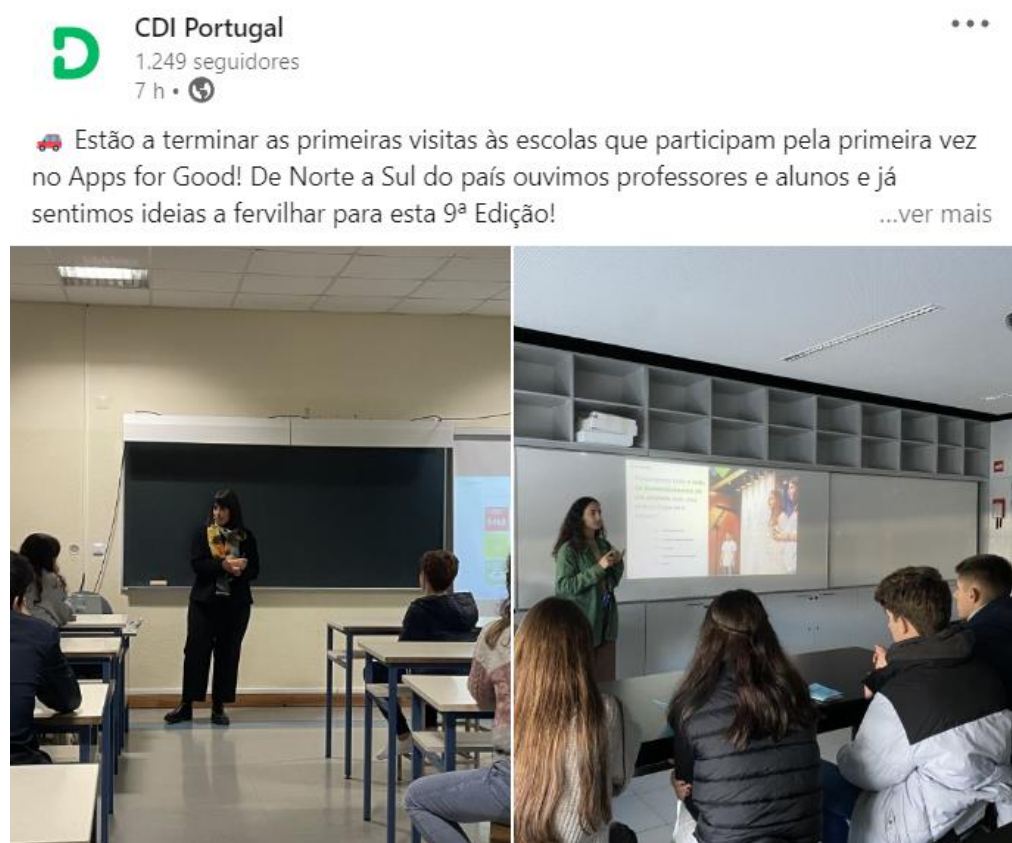 CDI Portugal
1.249 seguidores
7 h •
🚗 Estão a terminar as primeiras visitas às escolas que participam pela primeira vez
no Apps for Good! De Norte a Sul do país ouvimos professores e alunos e já
sentimos ideias a fervilhar para esta 9ª Edição!
...ver mais